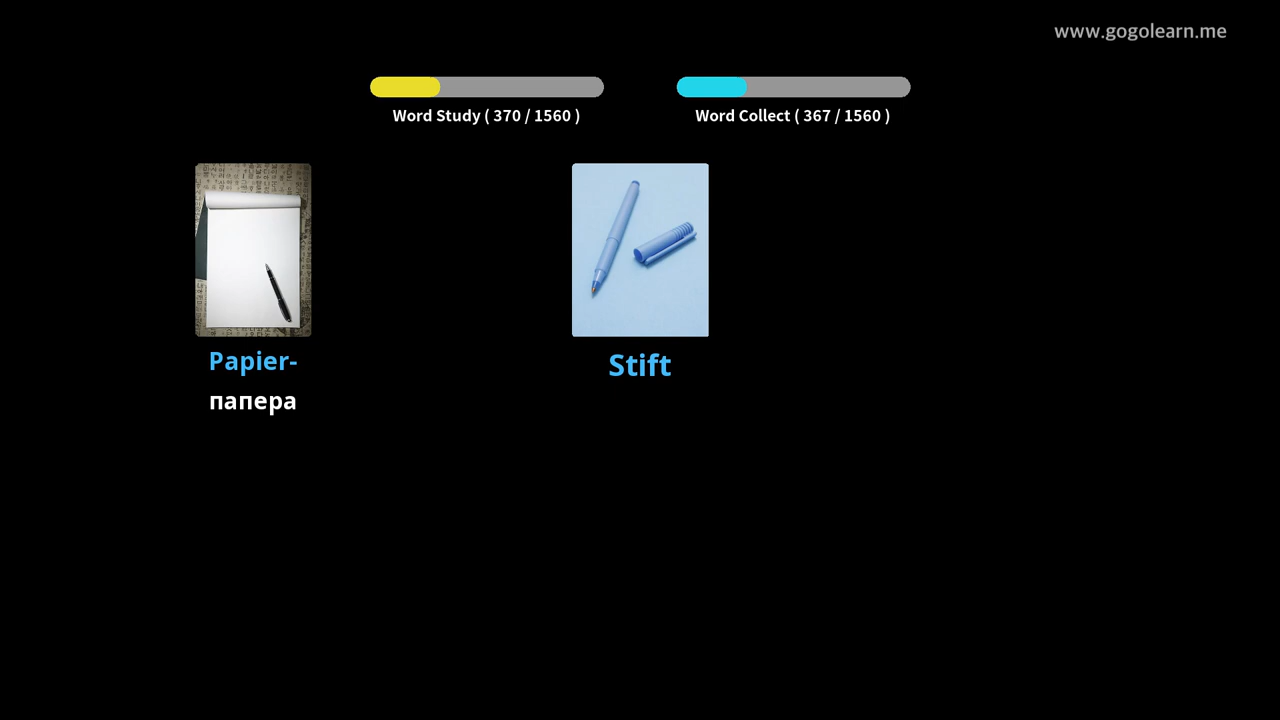 www.gogolearn.me
Word Study ( 370 / 1560 )
Word Collect ( 367 / 1560 )
Papier-
папера
Stift